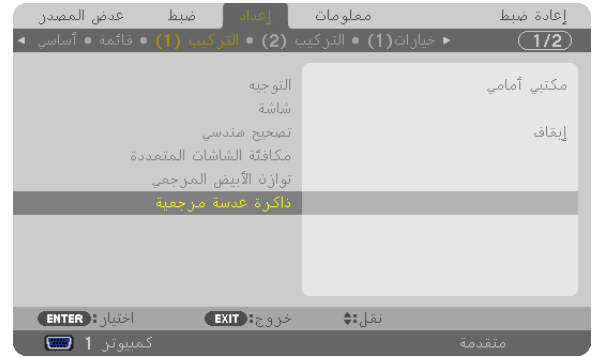 عدض المصدر ضبط إعداد معلومات إعادة ضبط
◄ أساسي • قائمة • التركيب (1) • التركيب (2) • خيارات(1) ► 1/2
التوجيه مكتبي أمامي
شاشة
تصحيح هندسي إيقاف
مكافئة الشاشات المتعددة
توازن الأبيض المرجعي
ذاكرة عدسة مرجعية
ENTER :اختيار EXIT :خروج نقل:
كمبيوتر 1 متقدمة